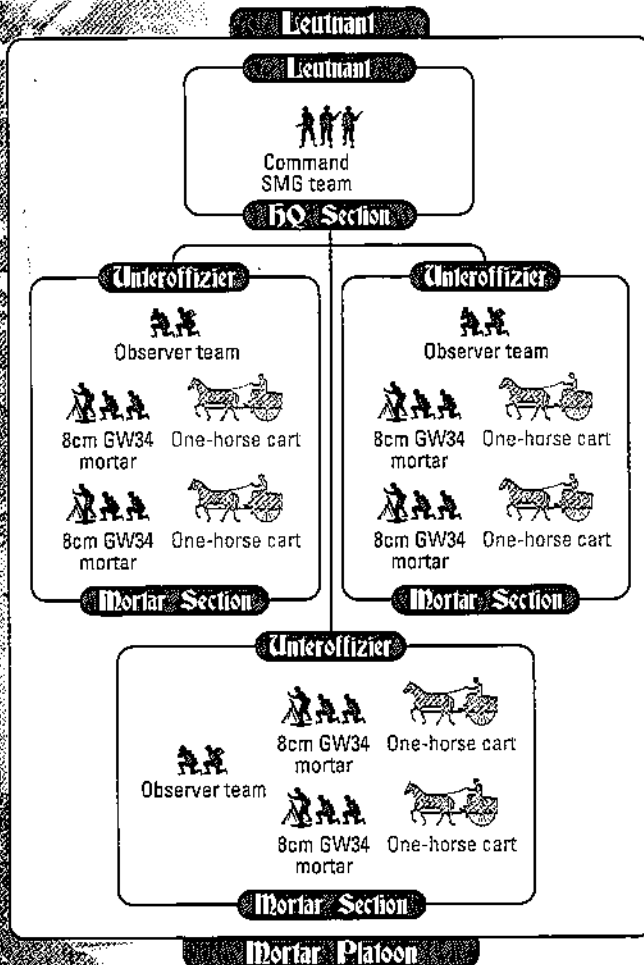 Leutnant
Leutnant
Command
SMG team
HQ Section
Unteroffizier
Observer team
8cm GW34
mortar
One-horse cart
8cm GW34
mortar
One-horse cart
Mortar Section
Unteroffizier
Observer team
8cm GW34
mortar
One-horse cart
8cm GW34
mortar
One-horse cart
Mortar Section
Unteroffizier
Observer team
8cm GW34
mortar
One-horse cart
8cm GW34
mortar
One-horse cart
Mortar Section
Mortar Platoon